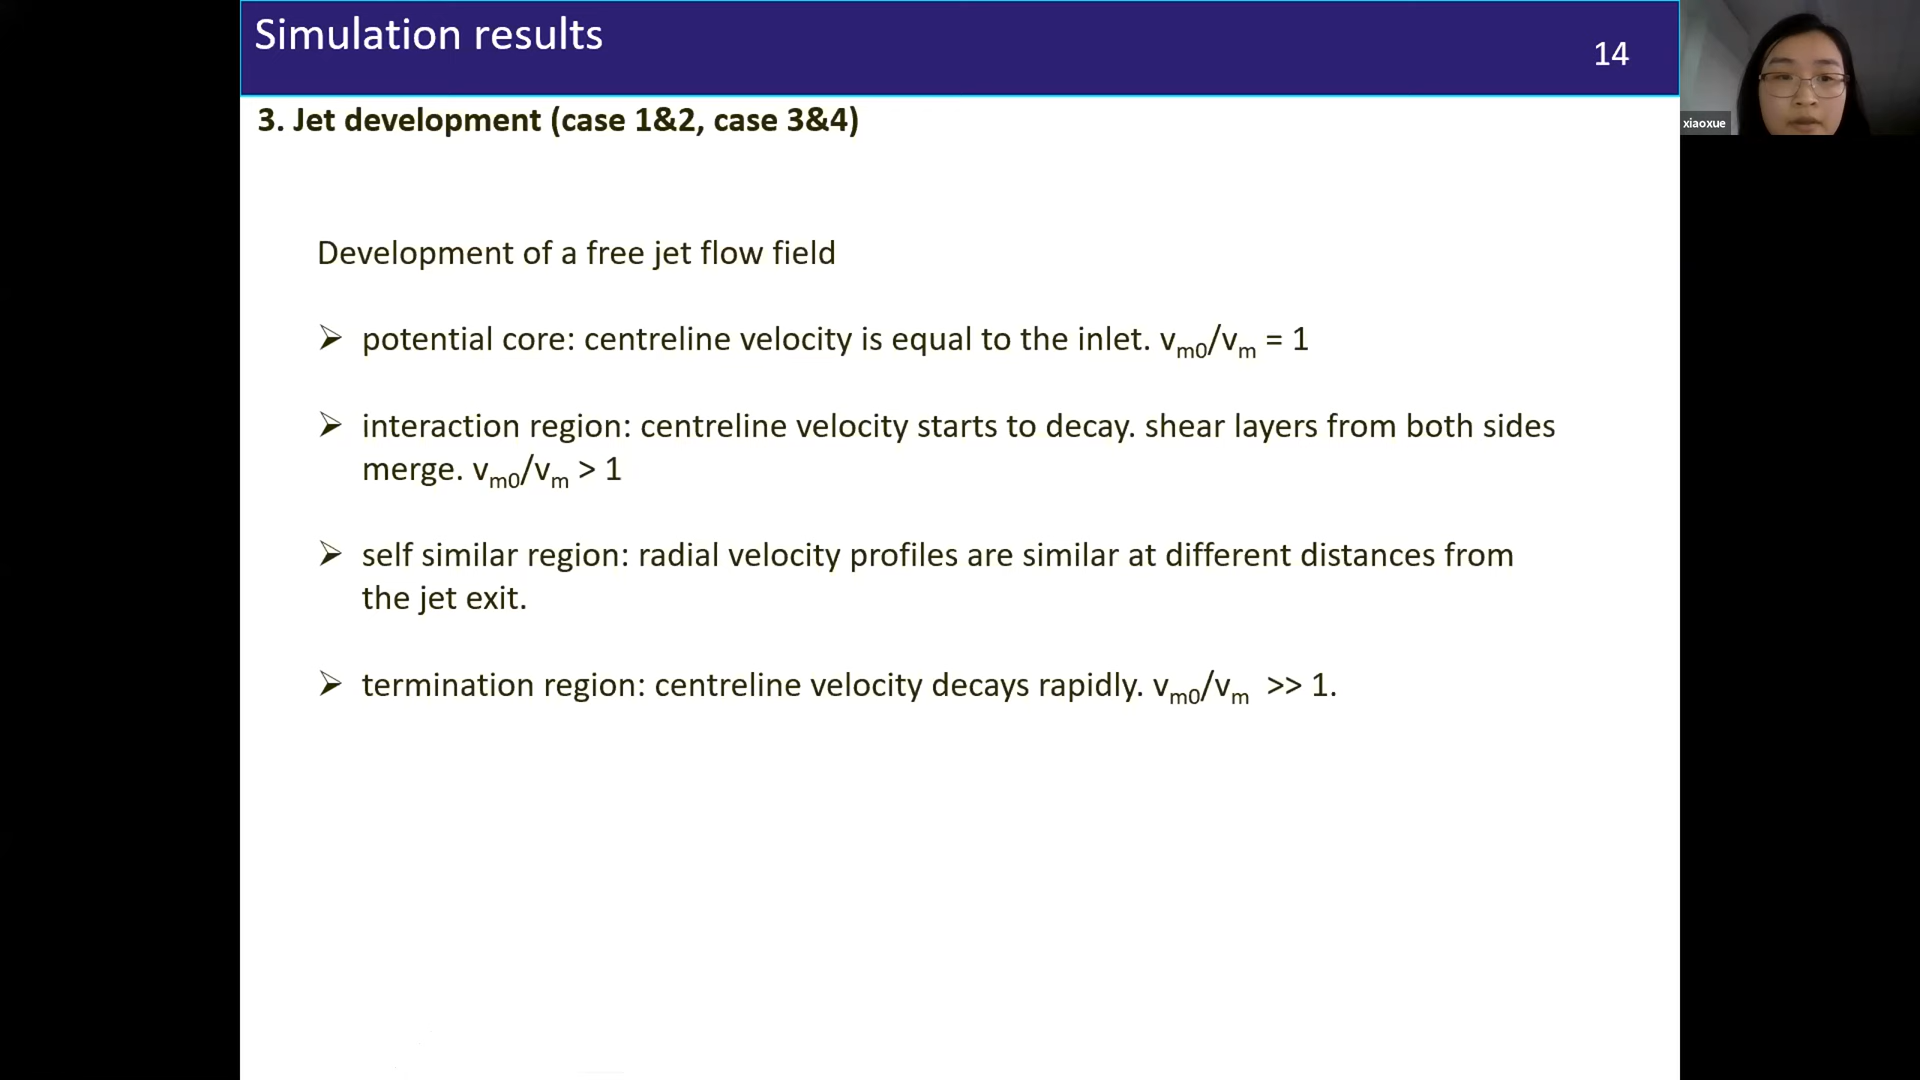 Simulation results
14
xiaoxue
3. Jet development (case 1&2, case 3&4)
Development of a free jet flow field
➢ potential core: centreline velocity is equal to the inlet. vm0/vm = 1
➢ interaction region: centreline velocity starts to decay. shear layers from both sides
merge. vm0/vm > 1
➢ self similar region: radial velocity profiles are similar at different distances from
the jet exit.
➢ termination region: centreline velocity decays rapidly. vm0/vm >> 1.